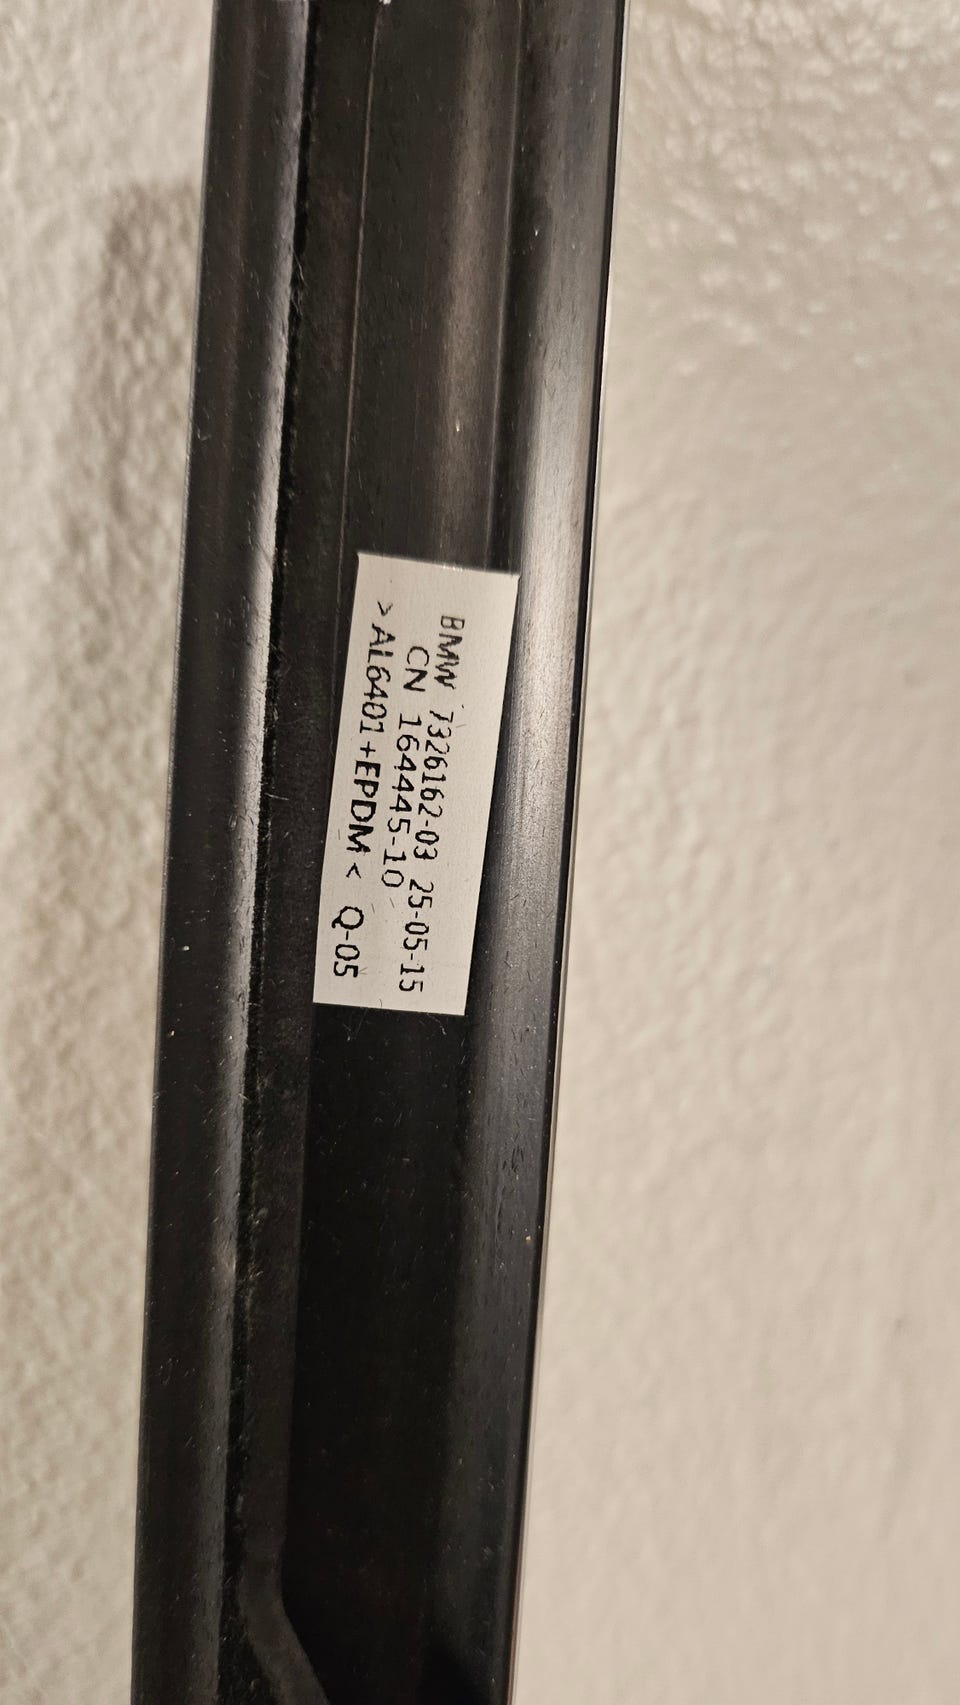 BMW 7326162-03 25-05-15
CN 164445-10
>AL6401+EPDM< Q-05